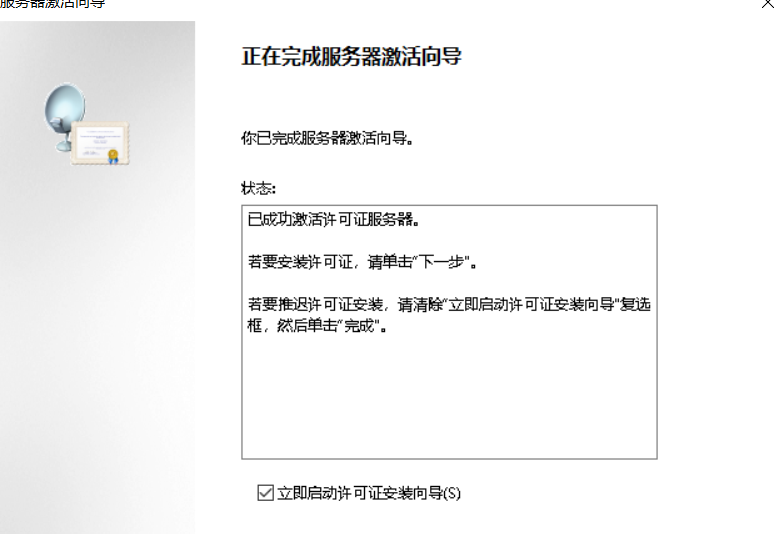 服务器激活向导
正在完成服务器激活向导
你已完成服务器激活向导。
状态:
已成功激活许可证服务器。
若要安装许可证，请单击"下一步"。
若要推迟许可证安装，请清除"立即启动许可证安装向导"复选
框，然后单击"完成"。
立即启动许可证安装向导(S)